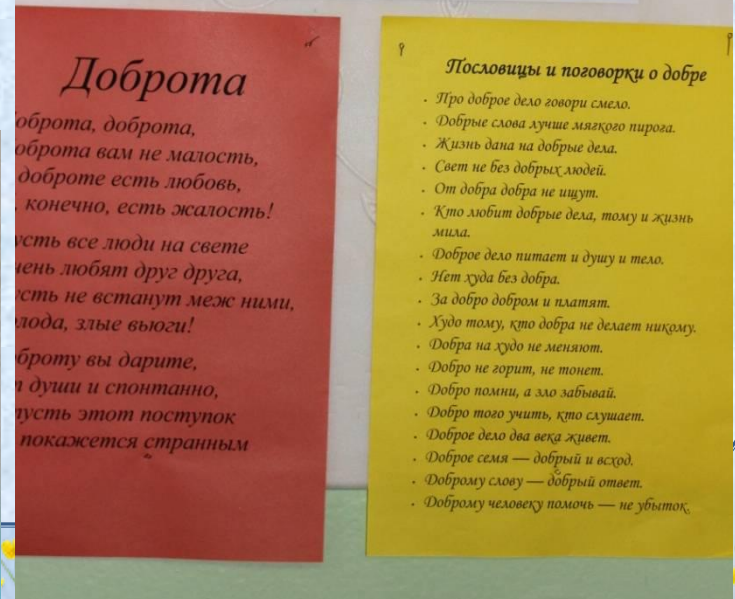 Доброта
оброта, доброта,
оброта вам не малость,
доброте есть любовь,
, конечно, есть жалость!
усть все люди на свете
чень любят друг друга,
усть не встанут меж ними,
лода, злые вьюги!
броту вы дарите,
т души и спонтанно,
пусть этот поступок
покажется странным
Пословицы и поговорки о добре
• Про доброе дело говори смело.
• Добрые слова лучше мягкого пирога.
• Жизнь дана на добрые дела.
• Свет не без добрых людей.
• От добра добра не ищут.
• Кто любит добрые дела, тому и жизнь
мила.
• Доброе дело питает и душу и тело.
• Нет худа без добра.
• За добро добром и платят.
• Худо тому, кто добра не делает никому.
• Добра на худо не меняют.
• Добро не горит, не тонет.
• Добро помни, а зло забывай.
• Добро того учить, кто слушает.
• Доброе дело два века живет.
• Доброе семя — добрый и всход.
• Доброму слову — добрый ответ.
• Доброму человеку помочь — не убыток.